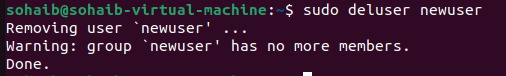 sohaib@sohaib-virtual-machine:~$ sudo deluser newuser
Removing user `newuser' ...
Warning: group `newuser' has no more members.
Done.